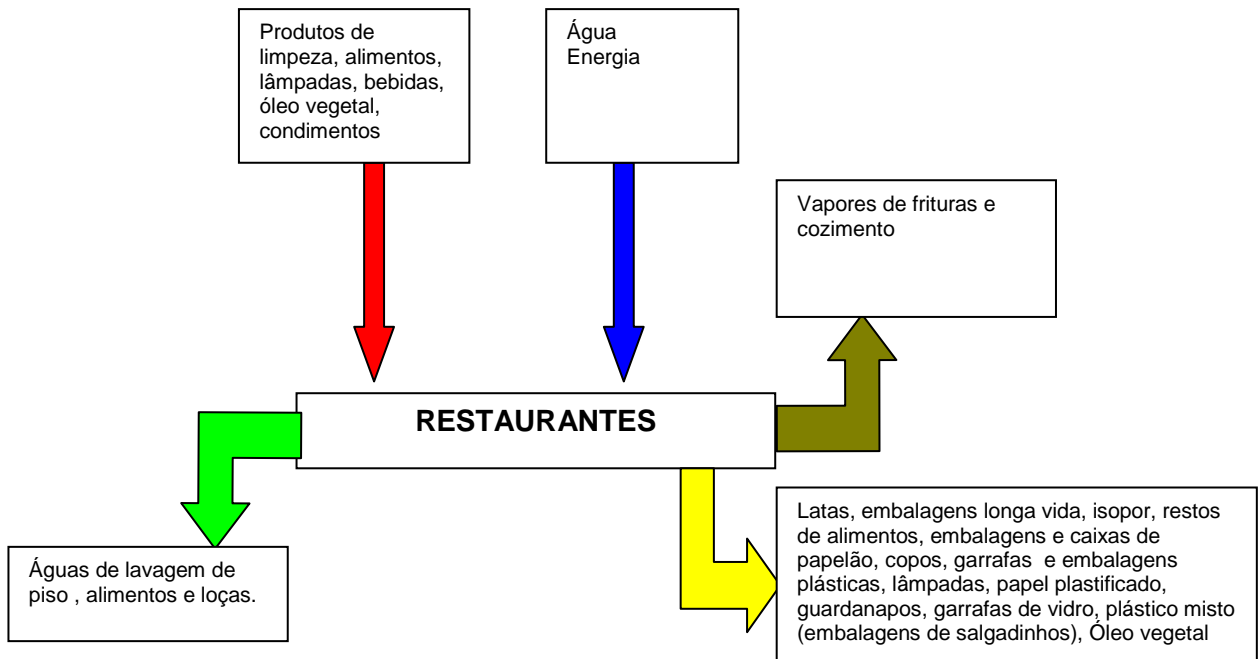 Produtos de
limpeza, alimentos,
lâmpadas, bebidas,
óleo vegetal,
condimentos
Água
Energia
Vapores de frituras e
cozimento
RESTAURANTES
Águas de lavagem de
piso , alimentos e loças.
Latas, embalagens longa vida, isopor, restos
de alimentos, embalagens e caixas de
papelão, copos, garrafas e embalagens
plásticas, lâmpadas, papel plastificado,
guardanapos, garrafas de vidro, plástico misto
(embalagens de salgadinhos), Óleo vegetal